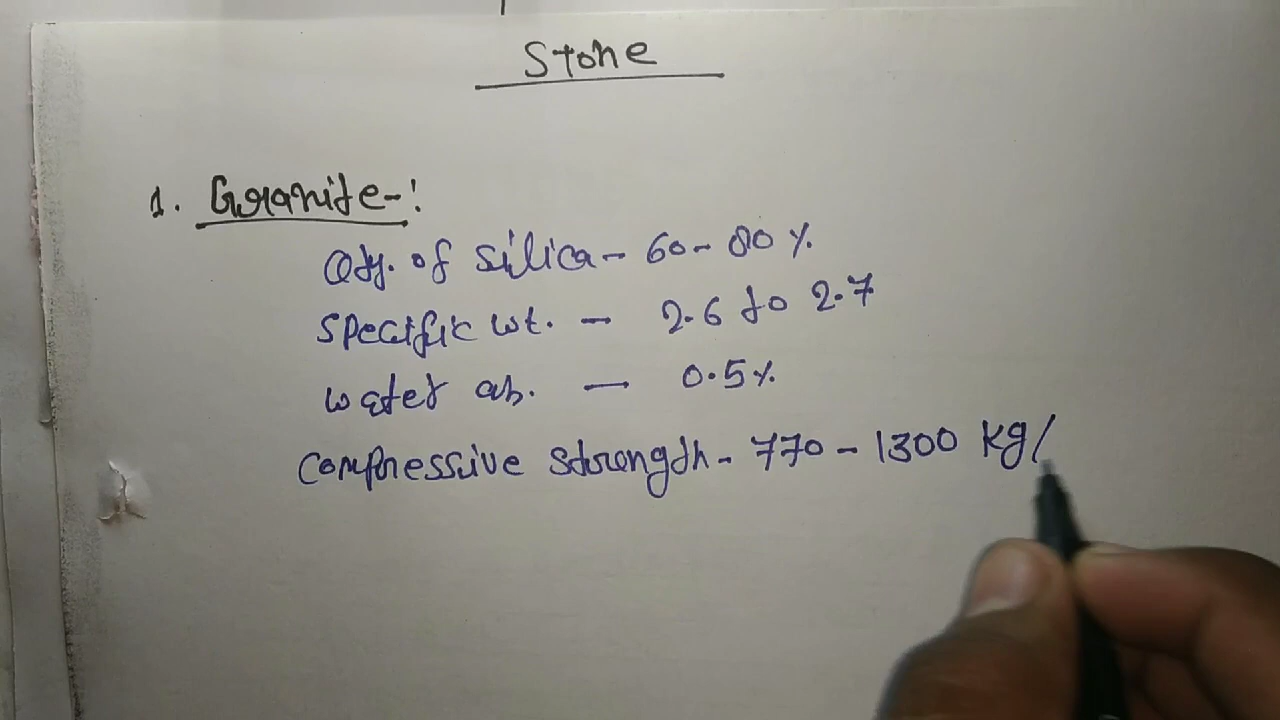 Stone
1. Granite-:
Qty. of silica - 60 - 80 %.
Specific wt. - 2.6 to 2.7
water ab. - 0.5%
Compressive strength - 770 - 1300 kg/